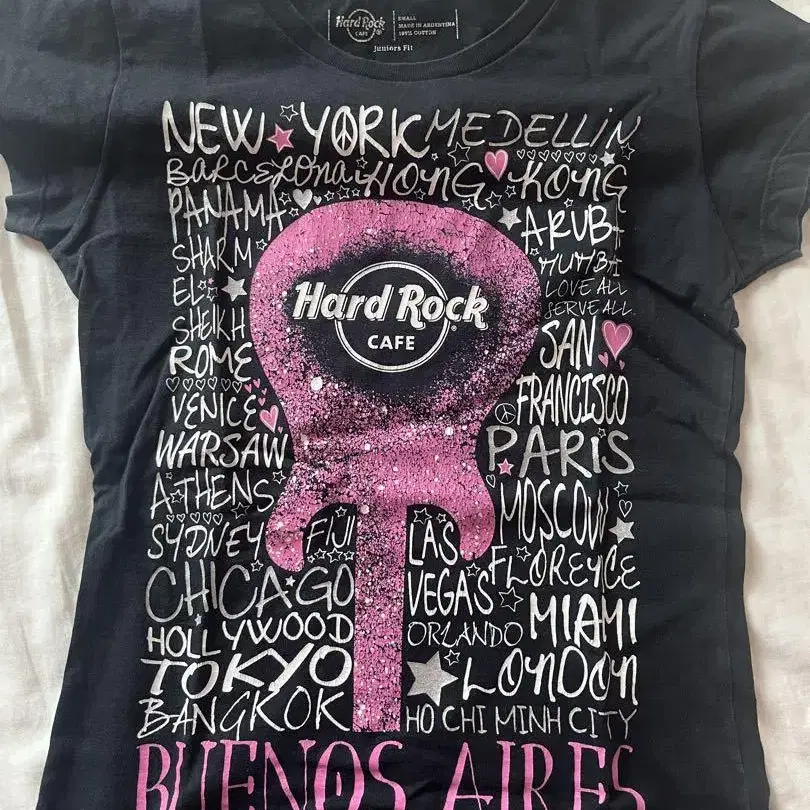 Hard Rock
CAFE
®
SMALL
MADE IN ARGENTINA
100% COTTON
Juniors Fit
NEW YORK MEDELLIN
BARCELONA HONG KONG
PANAMA
ARUBA
SHARM
EL
SHEIKH
MUMBAI
LOVE ALL
SERVE ALL
ROME
SAN
FRANCISCO
Hard Rock
CAFE
®
VENICE
WARSAW
PARIS
ATHENS
MOSCOW
SYDNEY FIJI
LAS
VEGAS
FLORENCE
CHICAGO
MIAMI
HOLLYWOOD
ORLANDO
TOKYO
LONDON
BANGKOK
HO CHI MINH CITY
BUENOS AIRES